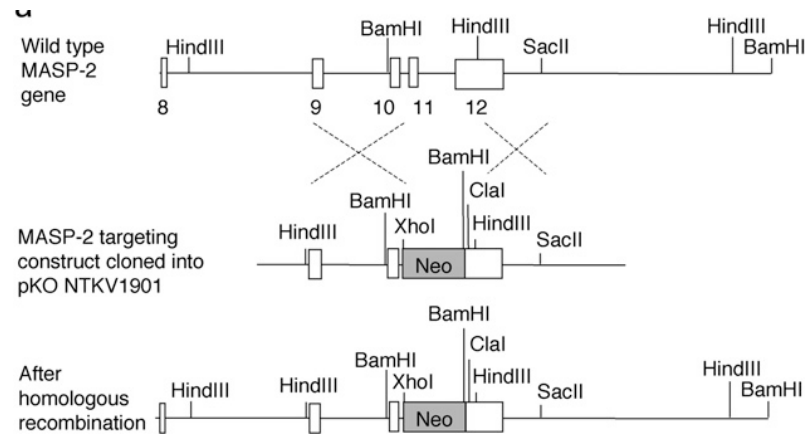 d
BamHI
Wild type HindIII HindIII HindIII
MASP-2 SacII BamHI
gene
8 9 10 11 12
BamHI
BamHI ClaI
MASP-2 targeting HindIII XhoI HindIII
construct cloned into SacII
pKO NTKV1901 Neo
BamHI
After BamHI ClaI HindIII
homologous HindIII HindIII XhoI HindIII SacII BamHI
recombination Neo